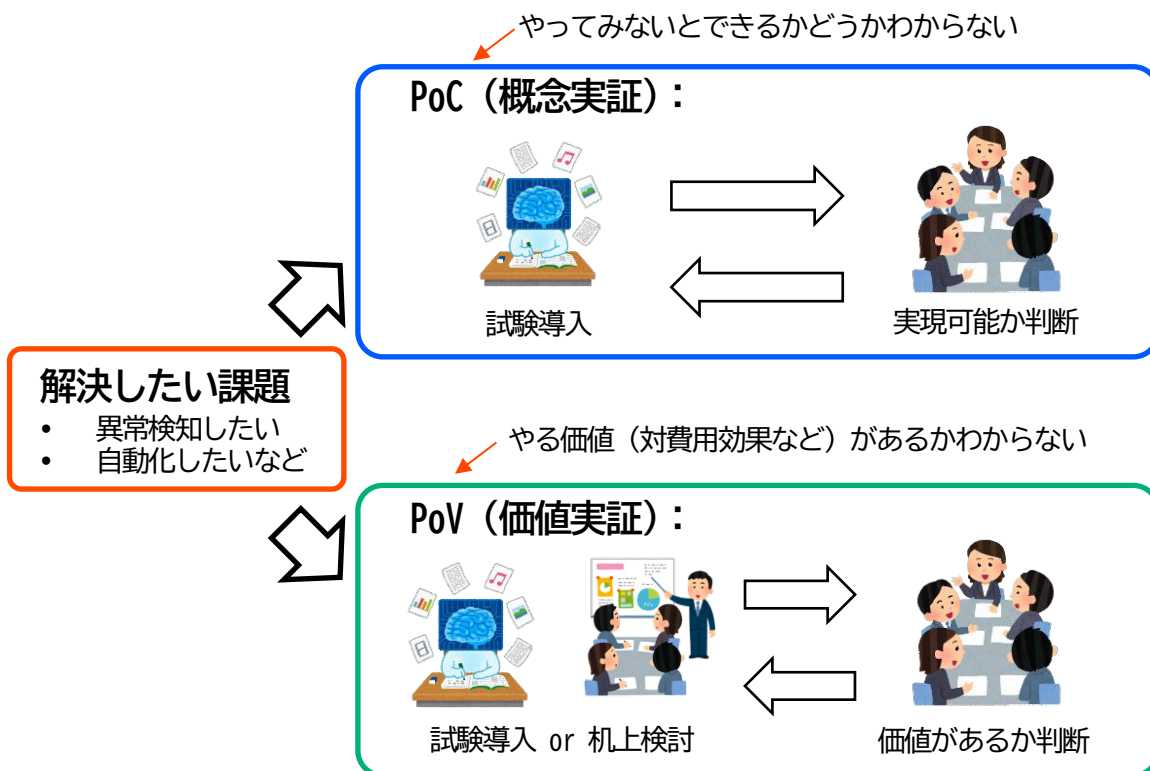 やってみないとできるかどうかわからない
PoC（概念実証）：
試験導入
実現可能か判断
解決したい課題
• 異常検知したい
• 自動化したいなど
やる価値（対費用効果など）があるかわからない
PoV（価値実証）：
試験導入 or 机上検討
価値があるか判断